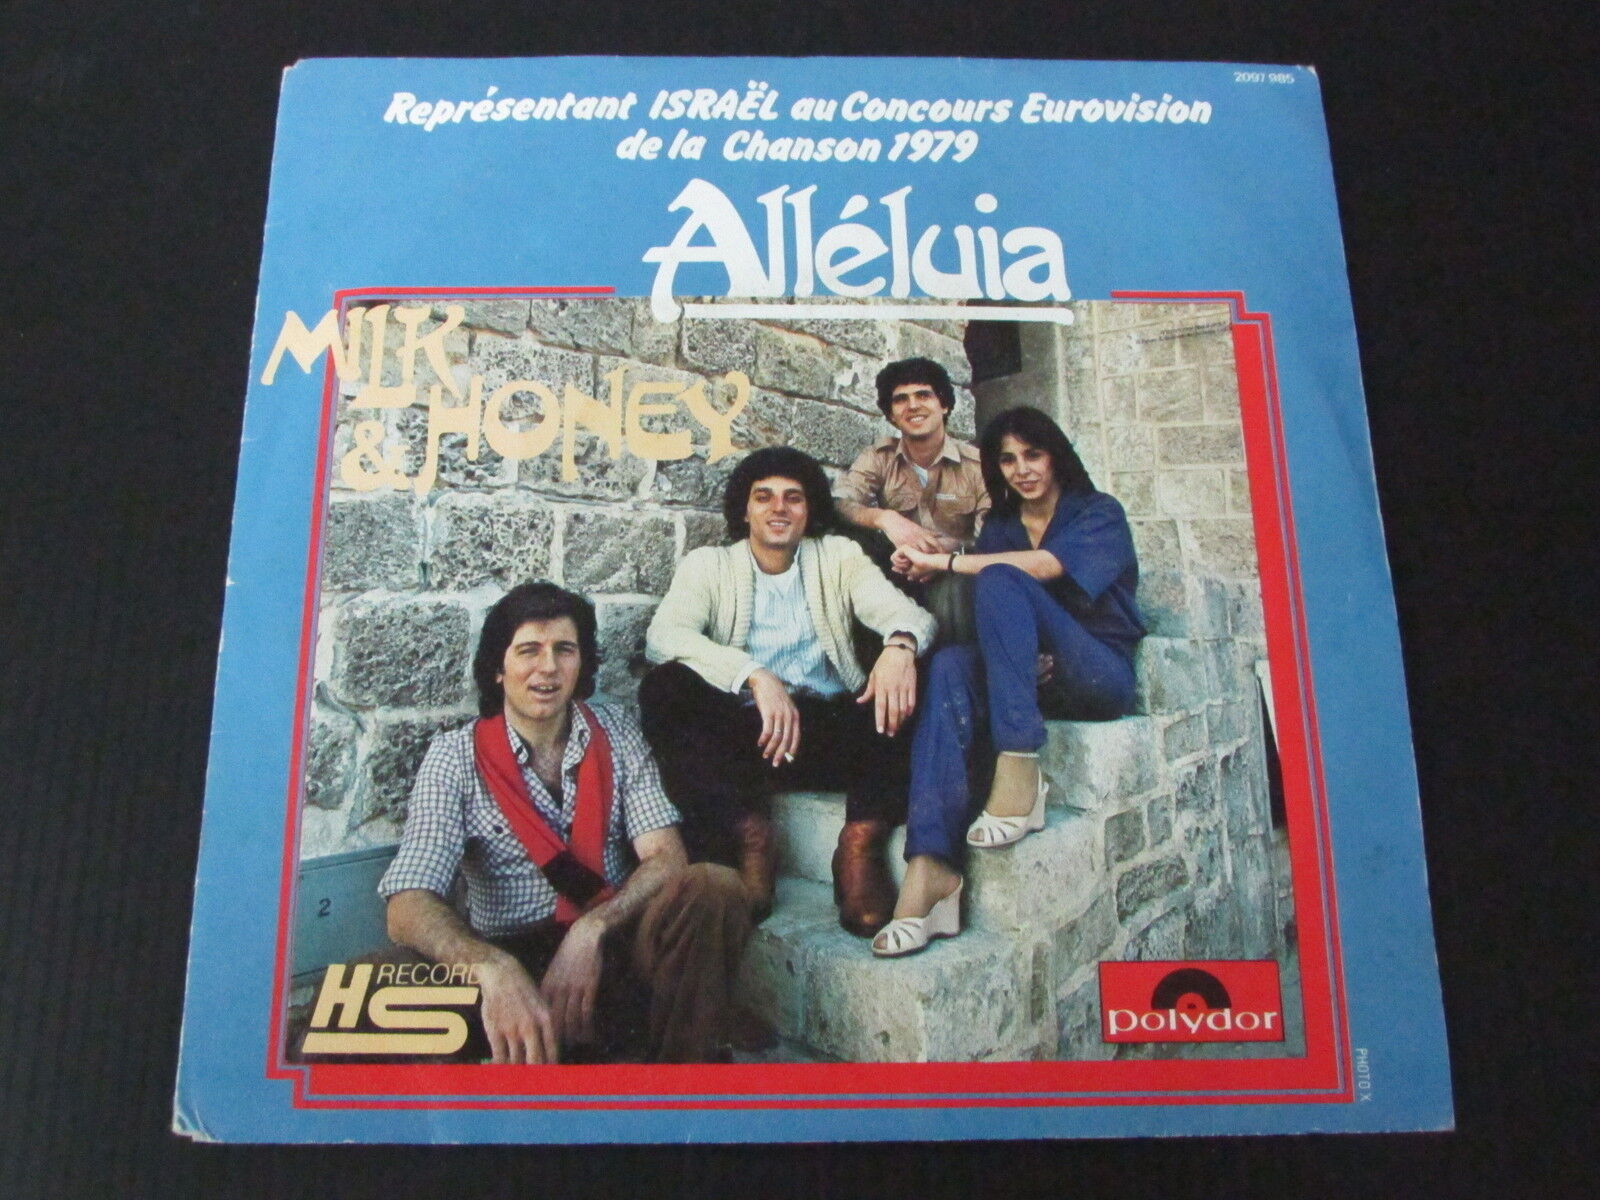 2097 985
Représentant ISRAËL au Concours Eurovision
de la Chanson 1979
Alléluia
MILK
& HONEY
2
HS RECORD
polydor
PHOTO X